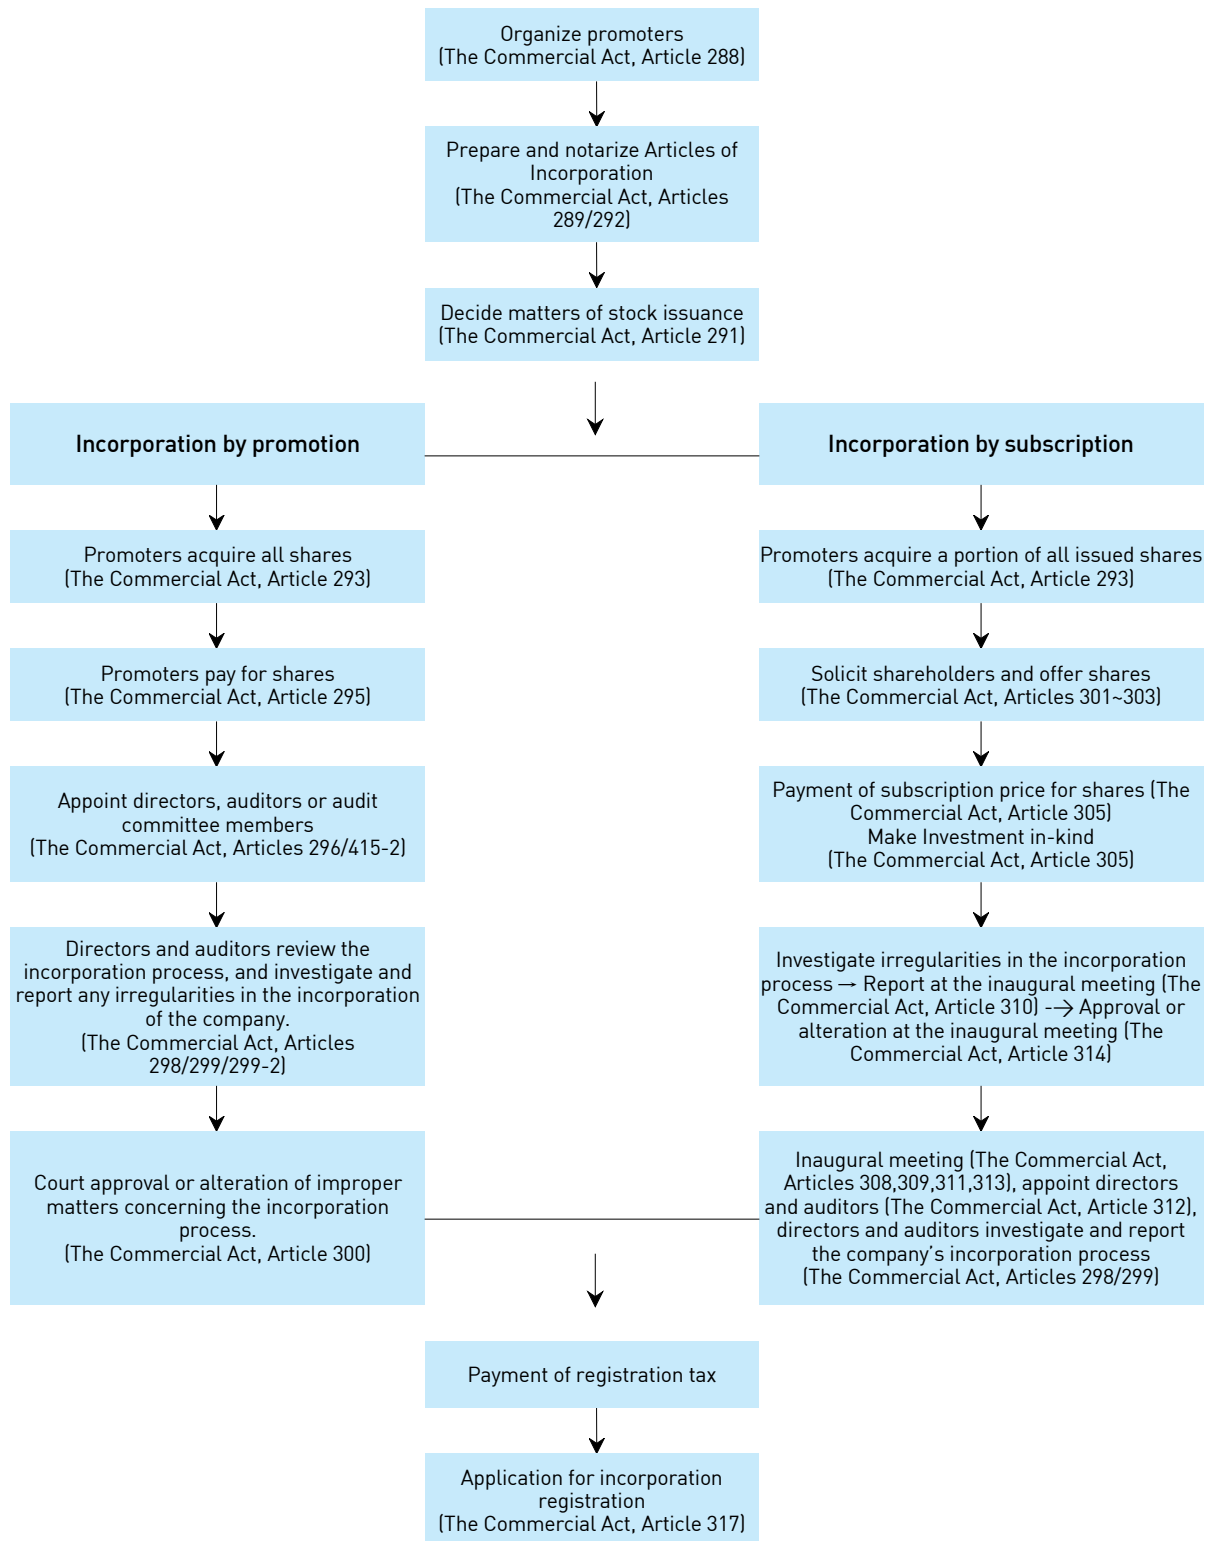 Organize promoters
(The Commercial Act, Article 288)
Prepare and notarize Articles of
Incorporation
(The Commercial Act, Articles
289/292)
Decide matters of stock issuance
(The Commercial Act, Article 291)
Incorporation by promotion
Promoters acquire all shares
(The Commercial Act, Article 293)
Promoters pay for shares
(The Commercial Act, Article 295)
Appoint directors, auditors or audit
committee members
(The Commercial Act, Articles 296/415-2)
Directors and auditors review the
incorporation process, and investigate and
report any irregularities in the incorporation
of the company.
(The Commercial Act, Articles
298/299/299-2)
Court approval or alteration of improper
matters concerning the incorporation
process.
(The Commercial Act, Article 300)
Incorporation by subscription
Promoters acquire a portion of all issued shares
(The Commercial Act, Article 293)
Solicit shareholders and offer shares
(The Commercial Act, Articles 301~303)
Payment of subscription price for shares (The
Commercial Act, Article 305)
Make Investment in-kind
(The Commercial Act, Article 305)
Investigate irregularities in the incorporation
process → Report at the inaugural meeting (The
Commercial Act, Article 310) -→ Approval or
alteration at the inaugural meeting (The
Commercial Act, Article 314)
Inaugural meeting (The Commercial Act,
Articles 308,309,311,313), appoint directors
and auditors (The Commercial Act, Article 312),
directors and auditors investigate and report
the company’s incorporation process
(The Commercial Act, Articles 298/299)
Payment of registration tax
Application for incorporation
registration
(The Commercial Act, Article 317)